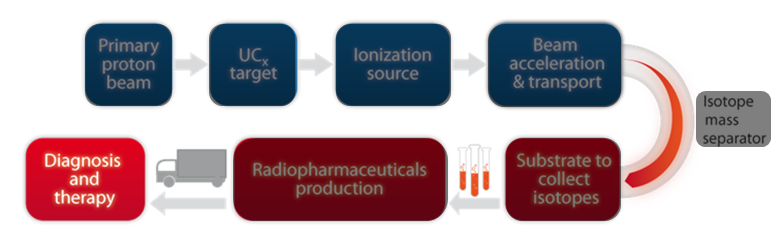 Primary
proton
beam
UCx
target
Ionization
source
Beam
acceleration
& transport
Isotope
mass
separator
Substrate to
collect
isotopes
Radiopharmaceuticals
production
Diagnosis
and
therapy